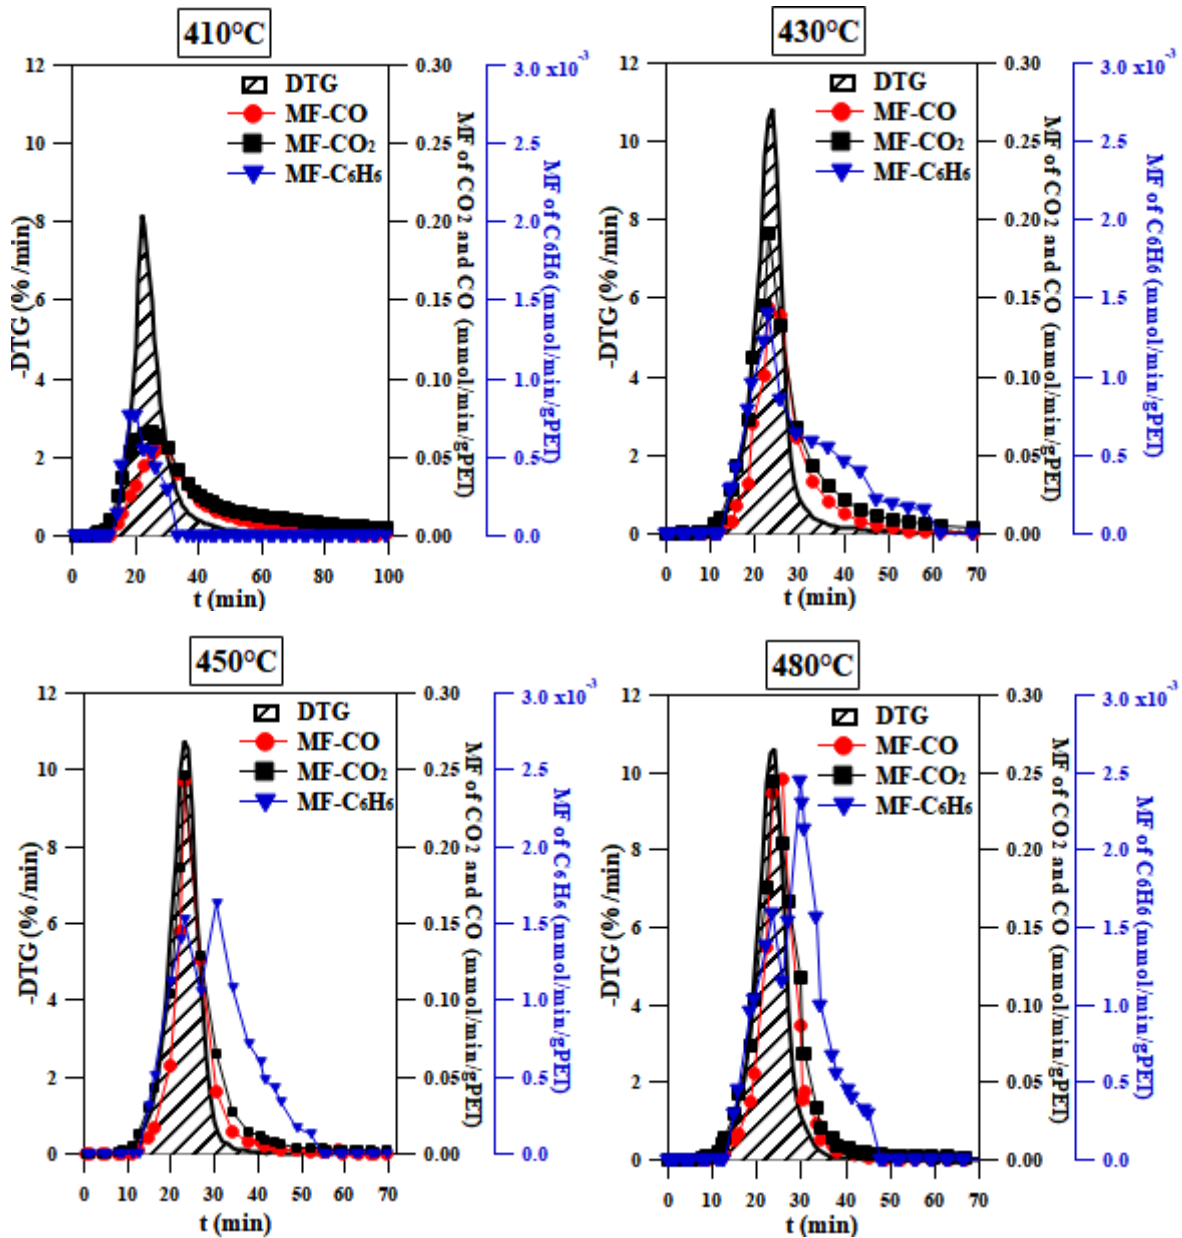 410°C
12
10
8
6
4
2
0
-DTG (%/min)
DTG
MF-CO
MF-CO2
MF-C6H6
0.30
0.25
0.20
0.15
0.10
0.05
0.00
MF of CO2 and CO (mmol/min/gPET)
3.0 x10-3
2.5
2.0
1.5
1.0
0.5
0.0
MF of C6H6 (mmol/min/gPET)
0 20 40 60 80 100
t (min)
430°C
12
10
8
6
4
2
0
-DTG (%/min)
DTG
MF-CO
MF-CO2
MF-C6H6
0.30
0.25
0.20
0.15
0.10
0.05
0.00
MF of CO2 and CO (mmol/min/gPET)
3.0 x10-3
2.5
2.0
1.5
1.0
0.5
0.0
MF of C6H6 (mmol/min/gPET)
0 10 20 30 40 50 60 70
t (min)
450°C
12
10
8
6
4
2
0
-DTG (%/min)
DTG
MF-CO
MF-CO2
MF-C6H6
0.30
0.25
0.20
0.15
0.10
0.05
0.00
MF of CO2 and CO (mmol/min/gPET)
3.0 x10-3
2.5
2.0
1.5
1.0
0.5
0.0
MF of C6H6 (mmol/min/gPET)
0 10 20 30 40 50 60 70
t (min)
480°C
12
10
8
6
4
2
0
-DTG (%/min)
DTG
MF-CO
MF-CO2
MF-C6H6
0.30
0.25
0.20
0.15
0.10
0.05
0.00
MF of CO2 and CO (mmol/min/gPET)
3.0 x10-3
2.5
2.0
1.5
1.0
0.5
0.0
MF of C6H6 (mmol/min/gPET)
0 10 20 30 40 50 60 70
t (min)